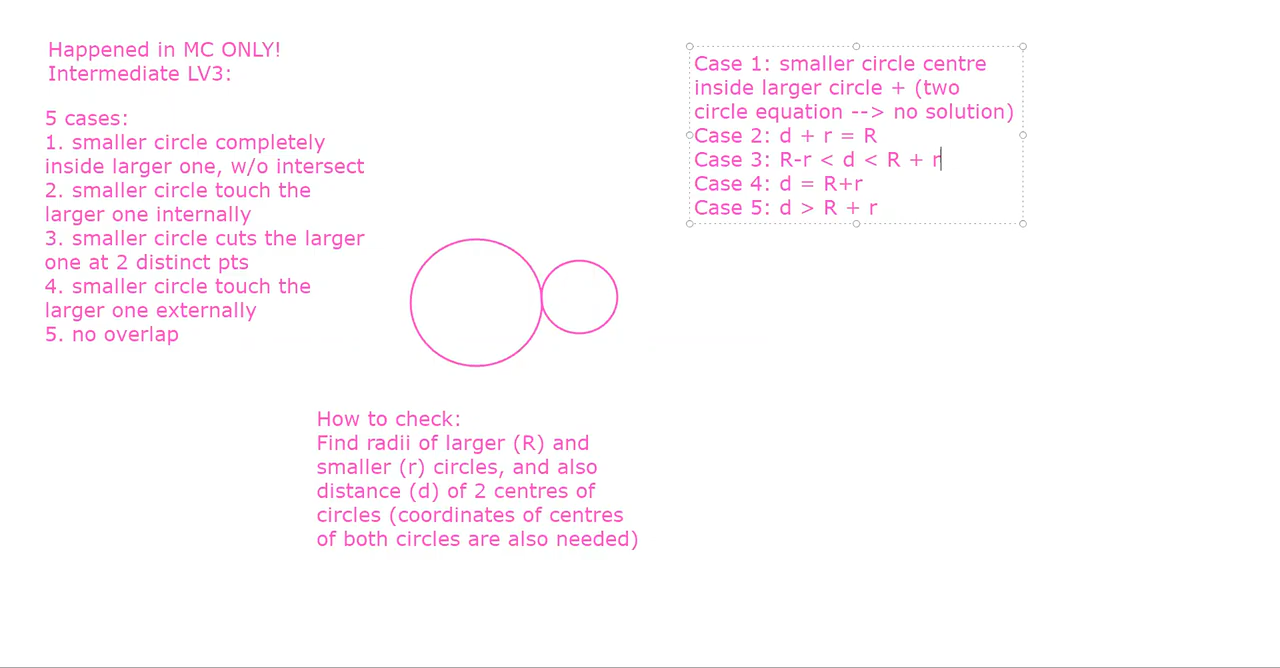 Happened in MC ONLY!
Intermediate LV3:
5 cases:
1. smaller circle completely
inside larger one, w/o intersect
2. smaller circle touch the
larger one internally
3. smaller circle cuts the larger
one at 2 distinct pts
4. smaller circle touch the
larger one externally
5. no overlap
How to check:
Find radii of larger (R) and
smaller (r) circles, and also
distance (d) of 2 centres of
circles (coordinates of centres
of both circles are also needed)
Case 1: smaller circle centre
inside larger circle + (two
circle equation --> no solution)
Case 2: d + r = R
Case 3: R-r < d < R + r
Case 4: d = R+r
Case 5: d > R + r